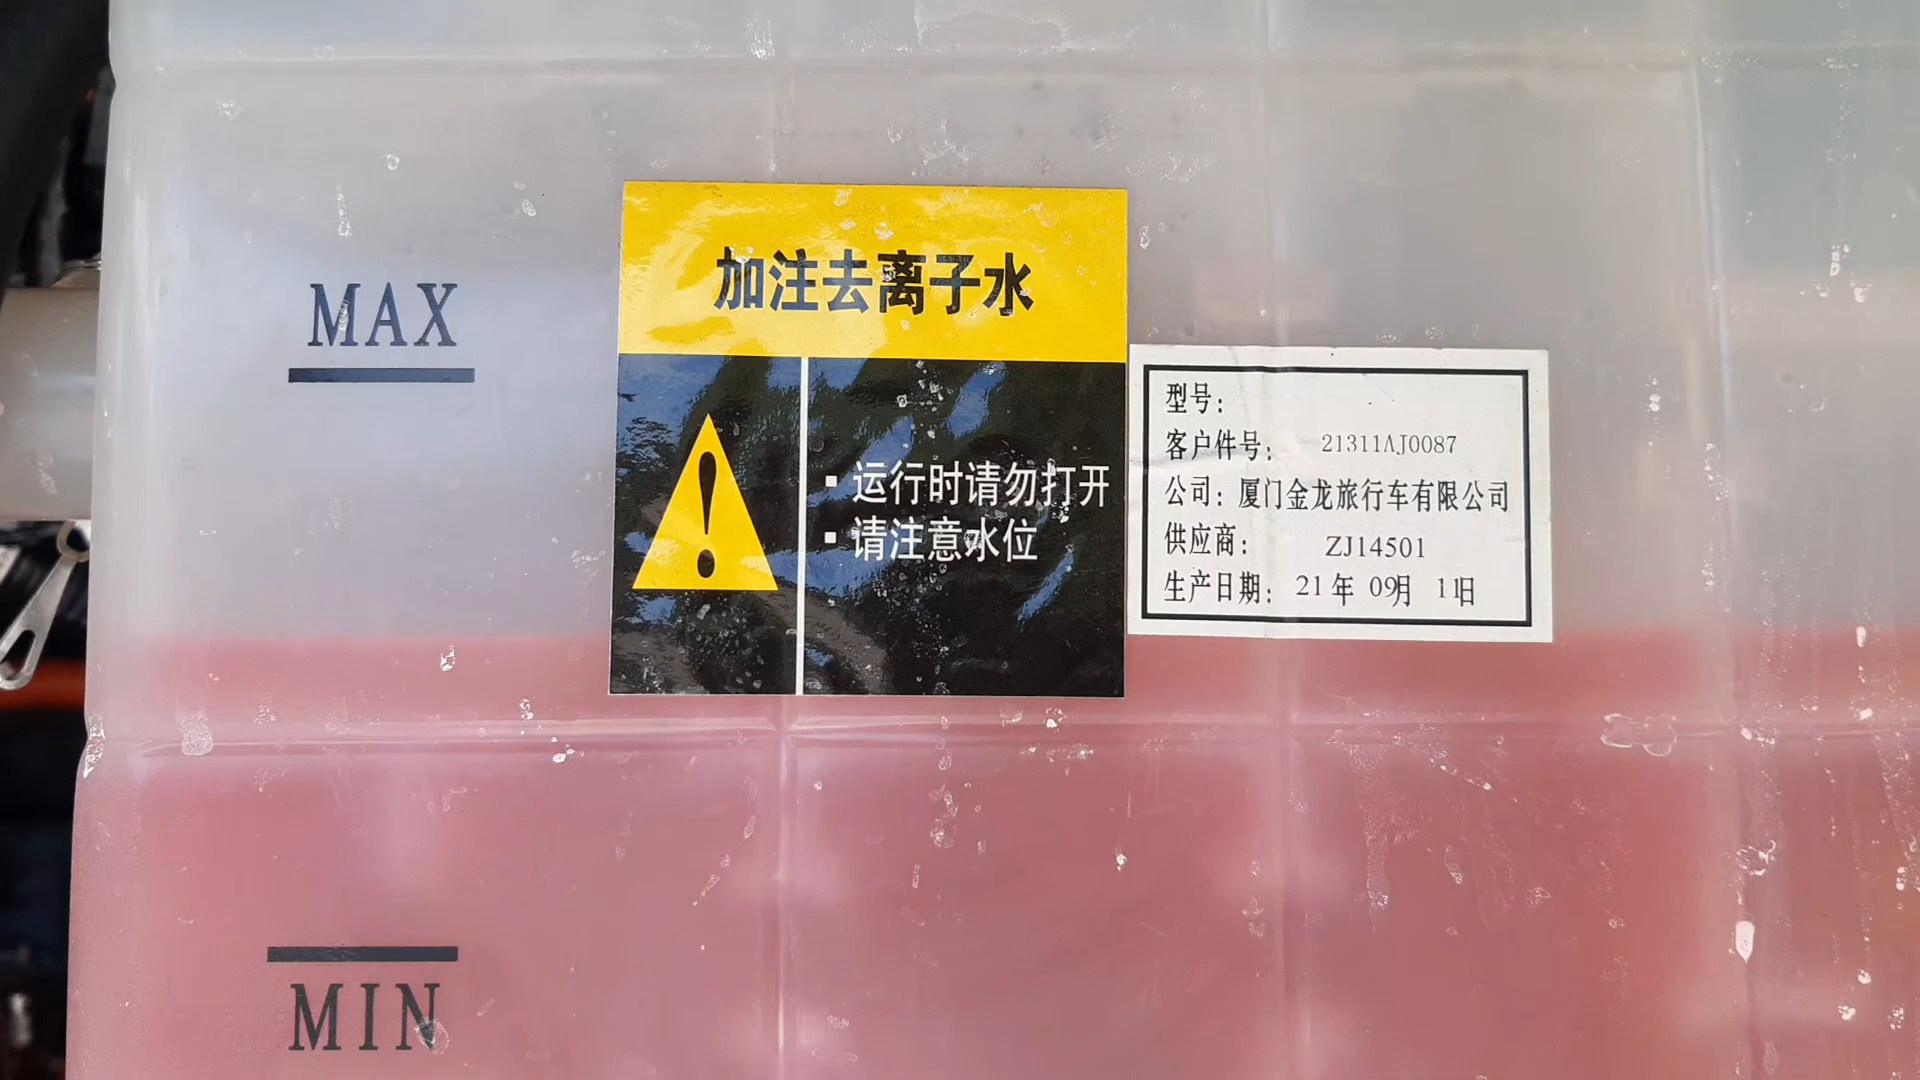 MAX
加注去离子水
运行时请勿打开
请注意水位
型号:
客户件号: 21311AJ0087
公司: 厦门金龙旅行车有限公司
供应商: ZJ14501
生产日期: 21年 09月 11日
MIN